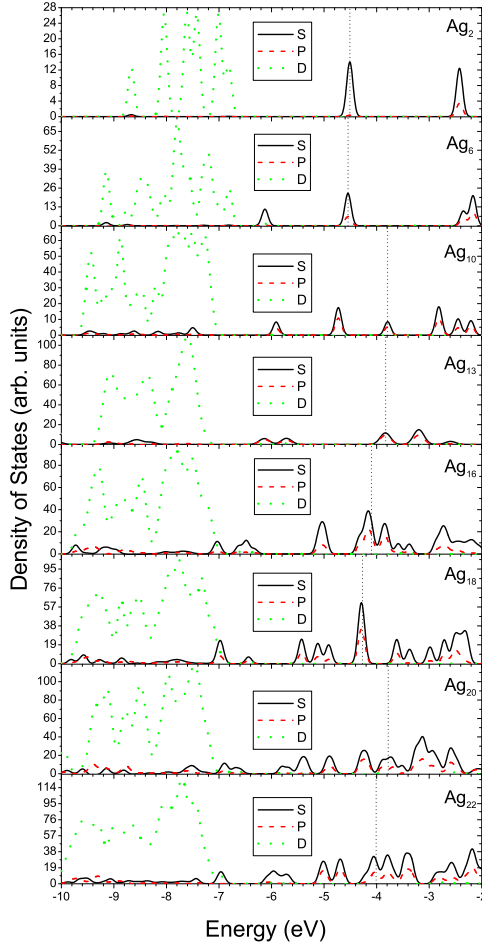 Density of States (arb. units)
28
24
20
16
12
8
4
0
S
P
D
Ag2
65
52
39
26
13
0
S
P
D
Ag6
60
50
40
30
20
10
0
S
P
D
Ag10
100
80
60
40
20
0
S
P
D
Ag13
80
60
40
20
0
S
P
D
Ag16
95
76
57
38
19
0
S
P
D
Ag18
100
80
60
40
20
0
S
P
D
Ag20
114
95
76
57
38
19
0
S
P
D
Ag22
-10 -9 -8 -7 -6 -5 -4 -3 -2
Energy (eV)